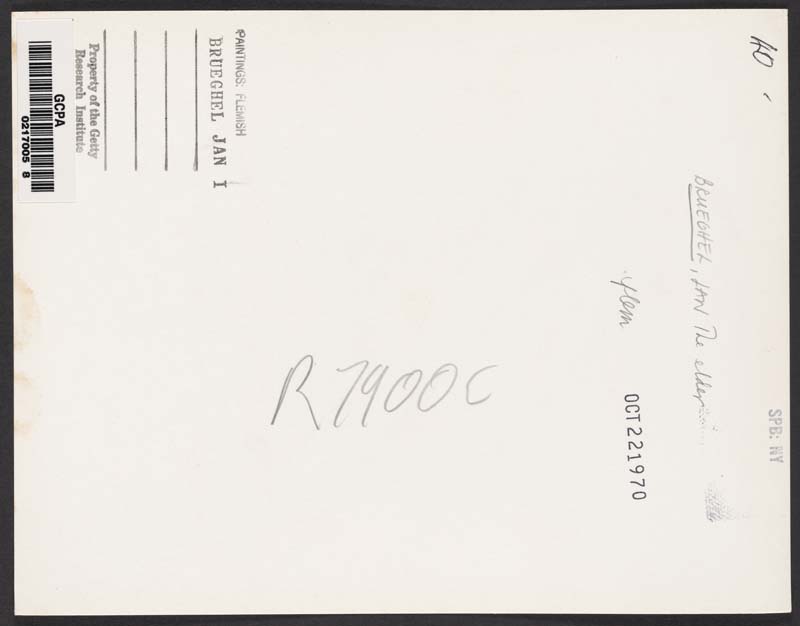 Property of the Getty
Research Institute
GCPA
0217005 8
PAINTINGS: FLEMISH
BRUEGHEL JAN I
R7900C
40
BRUEGHEL, JAN The elder
flem
OCT 22 1970
SPB: NY